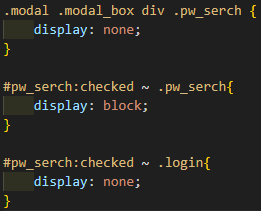 .modal .modal_box div .pw_serch {
    display: none;
}

#pw_serch:checked ~ .pw_serch{
    display: block;
}

#pw_serch:checked ~ .login{
    display: none;
}